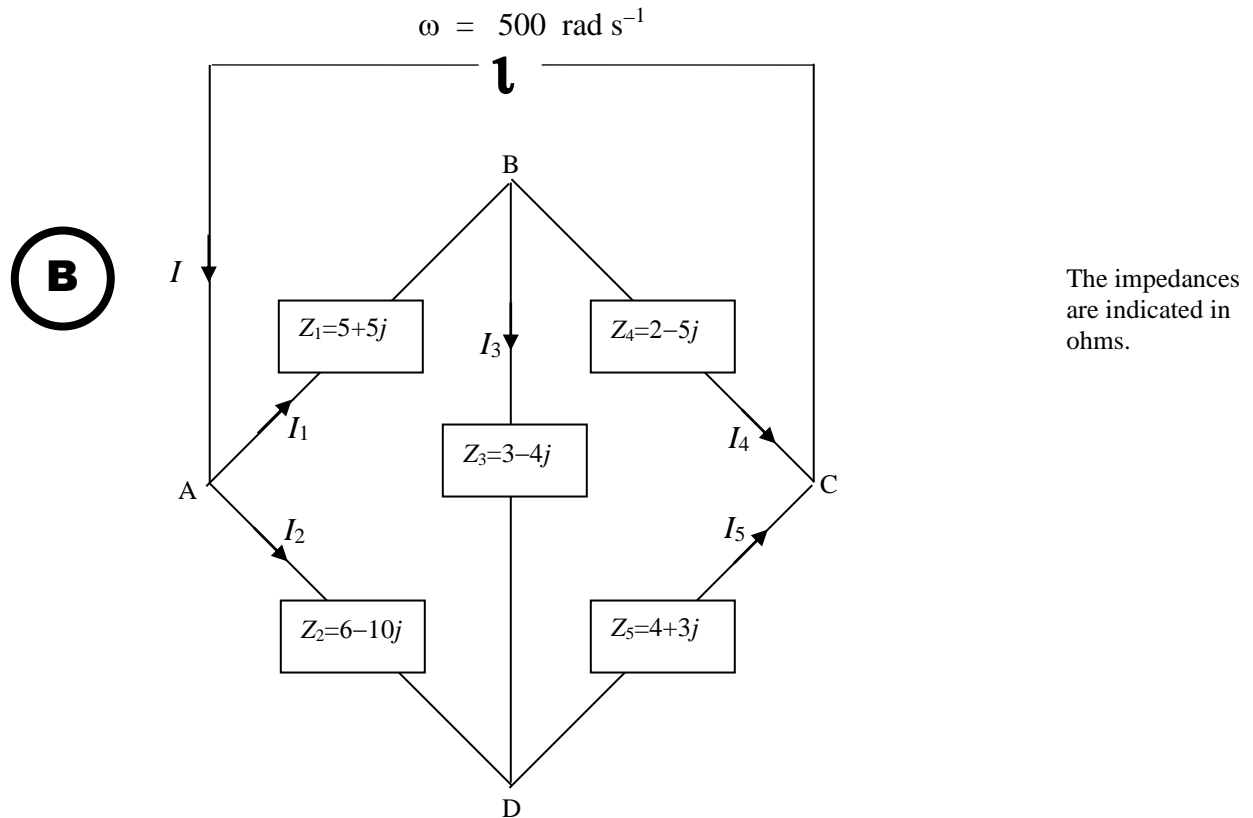 ω = 500 rad s⁻¹
B
B
I
Z₁=5+5j
I₃
Z₄=2−5j
The impedances
are indicated in
ohms.
I₁
Z₃=3−4j
I₄
A
C
I₂
I₅
Z₂=6−10j
Z₅=4+3j
D